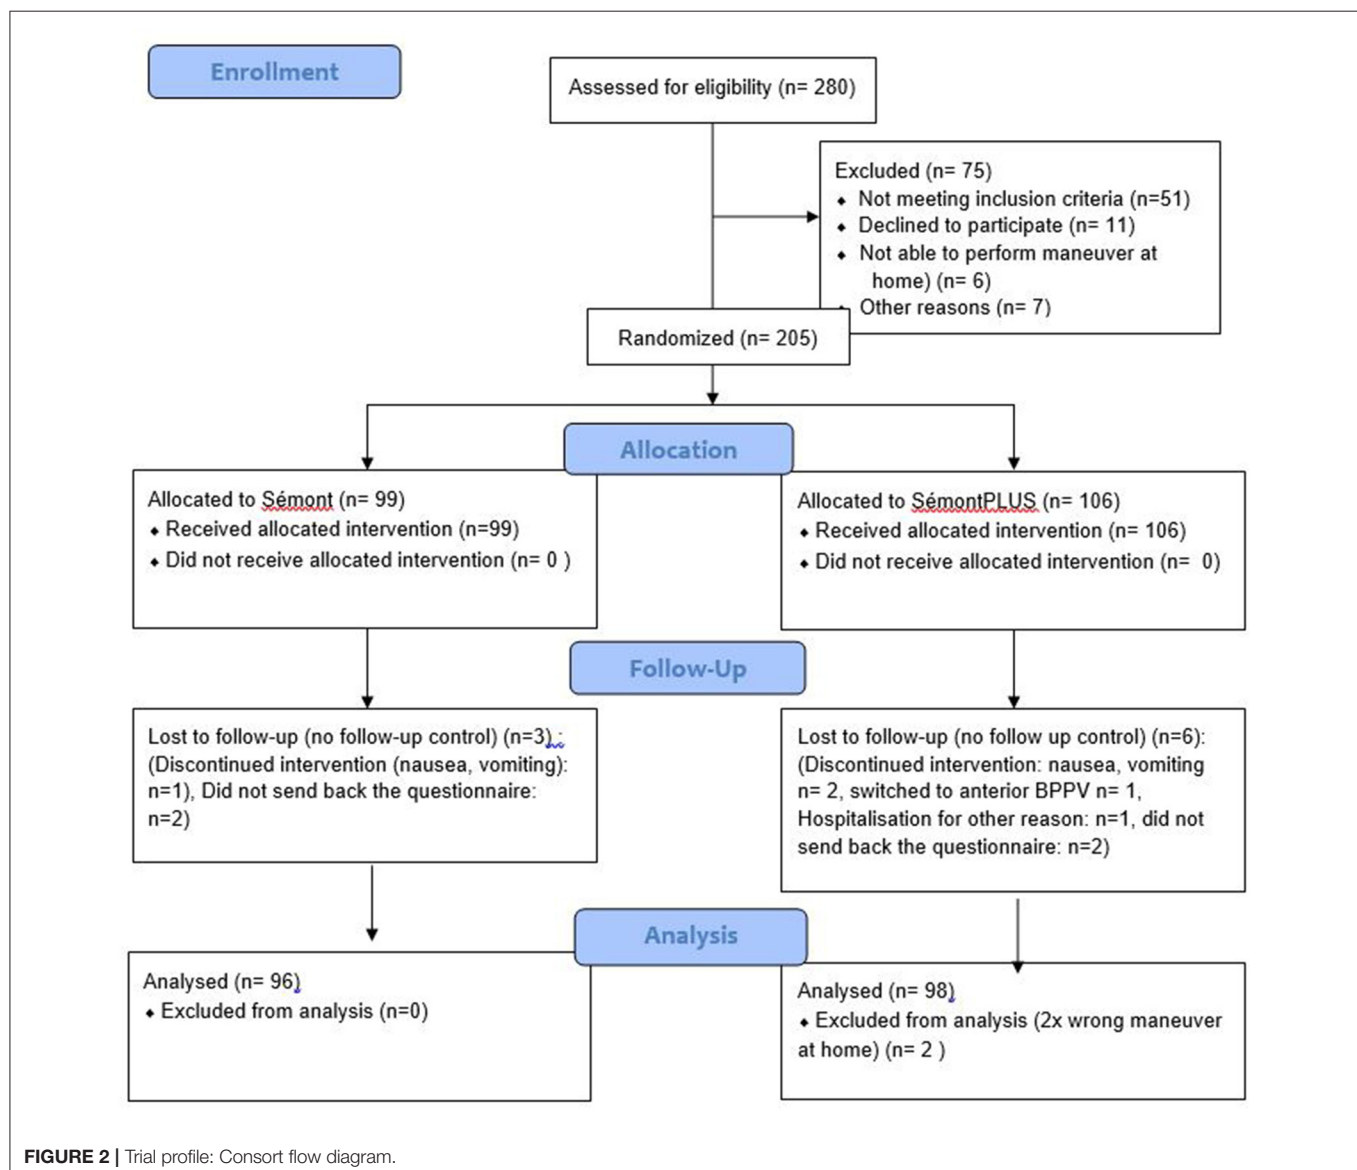 Enrollment
Assessed for eligibility (n= 280)
Excluded (n= 75)
⬥ Not meeting inclusion criteria (n=51)
⬥ Declined to participate (n= 11)
⬥ Not able to perform maneuver at
home) (n= 6)
Other reasons (n= 7)
Randomized (n= 205)
Allocation
Allocated to Sémont (n= 99)
⬥ Received allocated intervention (n=99)
⬥ Did not receive allocated intervention (n= 0 )
Allocated to SémontPLUS (n= 106)
⬥ Received allocated intervention (n= 106)
⬥ Did not receive allocated intervention (n=  0)
Follow-Up
Lost to follow-up (no follow-up control) (n=3) :
(Discontinued intervention (nausea, vomiting):
n=1), Did not send back the questionnaire:
n=2)
Lost to follow-up (no follow up control) (n=6):
(Discontinued intervention: nausea, vomiting
n= 2, switched to anterior BPPV n= 1,
Hospitalisation for other reason: n=1, did not
send back the questionnaire: n=2)
Analysis
Analysed (n= 96)
⬥ Excluded from analysis (n=0)
Analysed (n= 98)
⬥ Excluded from analysis (2x wrong maneuver
at home) (n= 2 )
FIGURE 2 | Trial profile: Consort flow diagram.